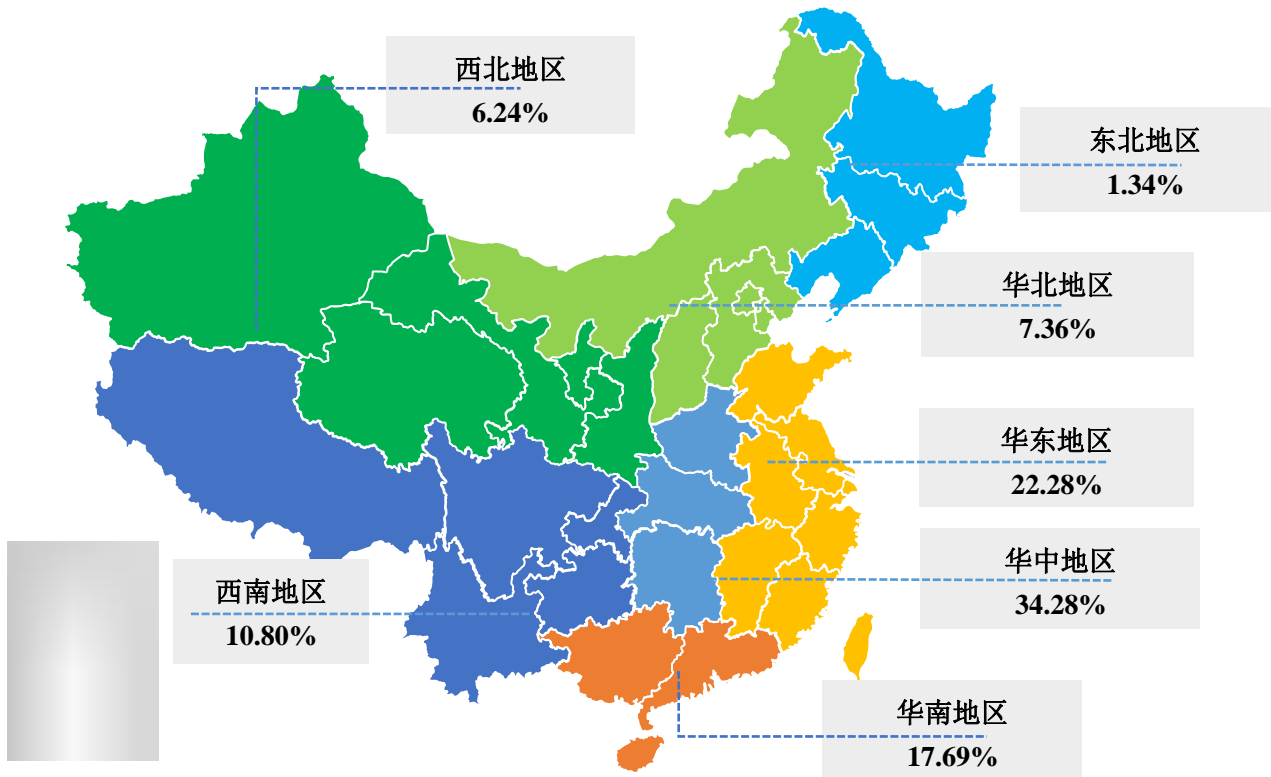 西北地区
6.24%
东北地区
1.34%
华北地区
7.36%
华东地区
22.28%
华中地区
34.28%
西南地区
10.80%
华南地区
17.69%